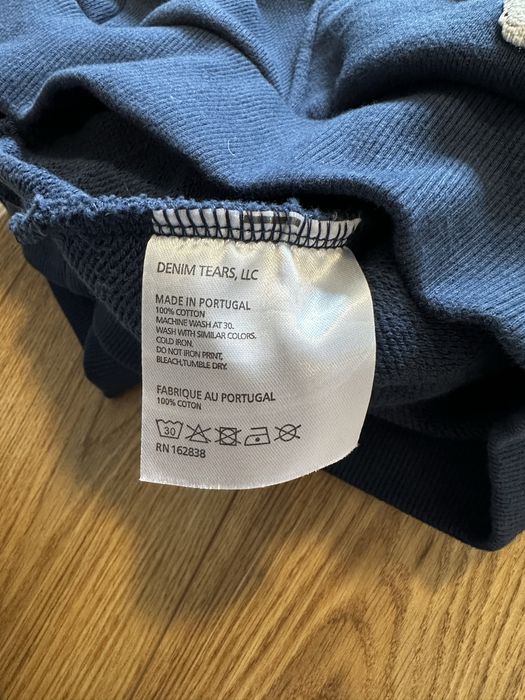 DENIM TEARS, LLC
MADE IN PORTUGAL
100% COTTON
MACHINE WASH AT 30.
WASH WITH SIMILAR COLORS.
COLD IRON.
DO NOT IRON PRINT,
BLEACH,TUMBLE DRY.
FABRIQUE AU PORTUGAL
100% COTON
30
RN 162838